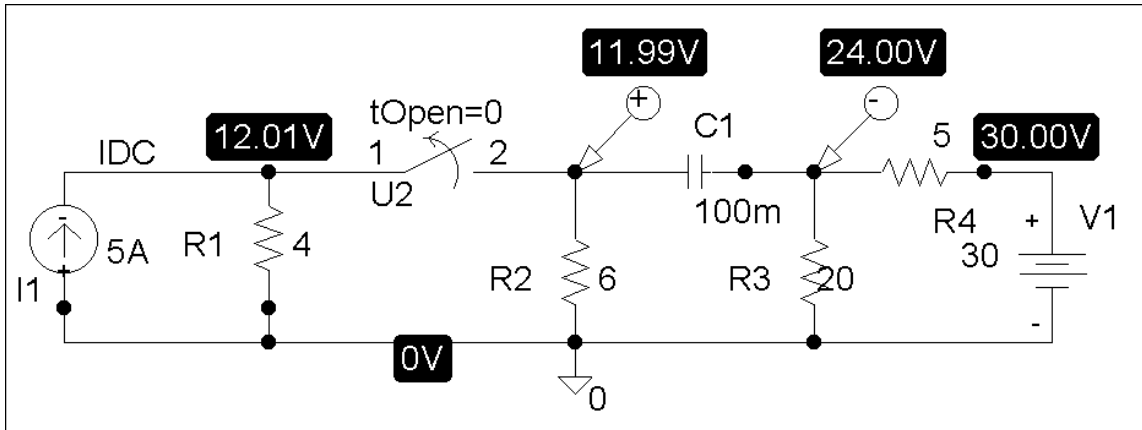 11.99V
24.00V
tOpen=0
C1
5
30.00V
12.01V
IDC
1
2
+
-
U2
100m
R4
+
V1
-
5A
R1
4
R2
6
R3
20
30
+
I1
-
0V
0